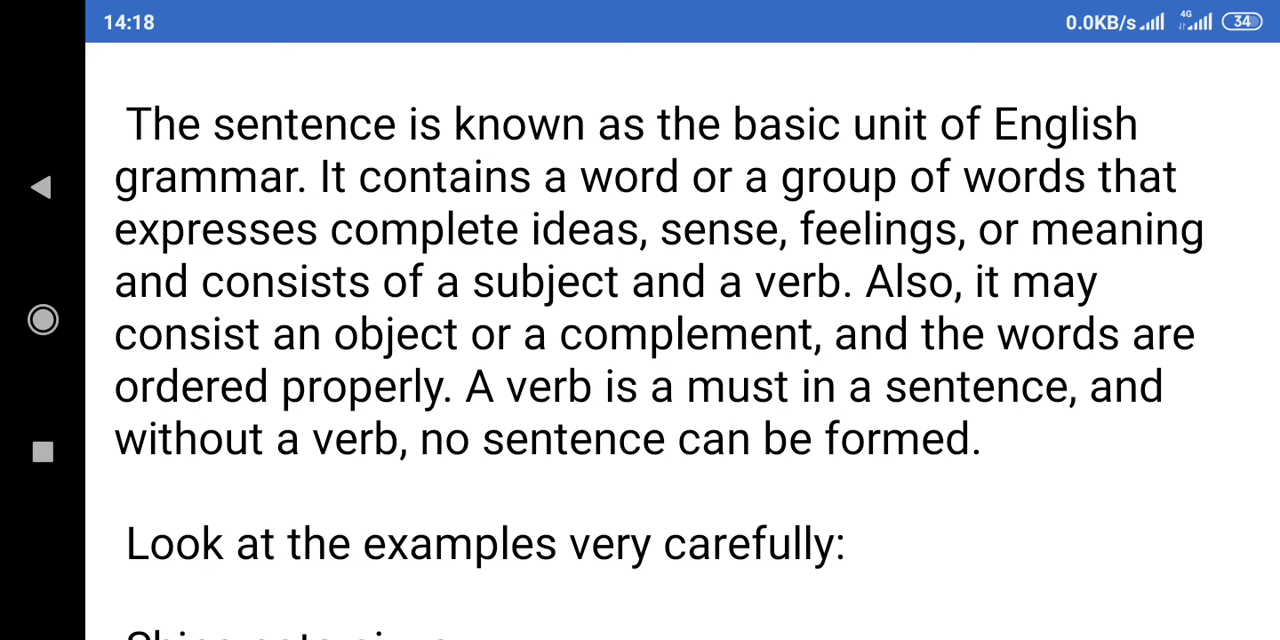 14:18
0.0KB/s 4G 34
The sentence is known as the basic unit of English
grammar. It contains a word or a group of words that
expresses complete ideas, sense, feelings, or meaning
and consists of a subject and a verb. Also, it may
consist an object or a complement, and the words are
ordered properly. A verb is a must in a sentence, and
without a verb, no sentence can be formed.
Look at the examples very carefully: